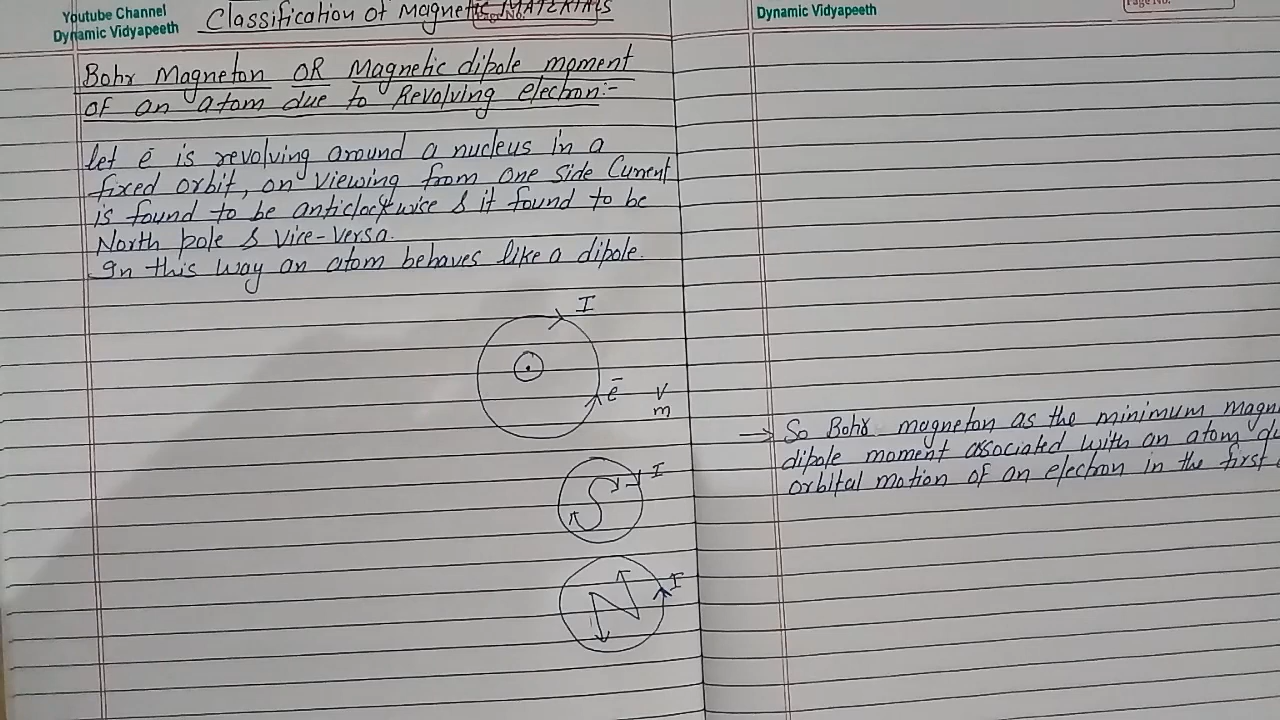 Youtube Channel
Dynamic Vidyapeeth
Classification of Magnetic MATERIALS
Bohr Magneton OR Magnetic dipole moment
of an atom due to Revolving electron:-
Let ē is revolving around a nucleus in a
fixed orbit, on viewing from one side Current
is found to be anticlockwise & it found to be
North pole & Vice-Versa.
In this way an atom behaves like a dipole.
I
ē
v
m
S
I
N
I
Dynamic Vidyapeeth
Page No.
→ So Bohr magneton as the minimum
dipole moment associated with an atom
orbital motion of an electron in the first